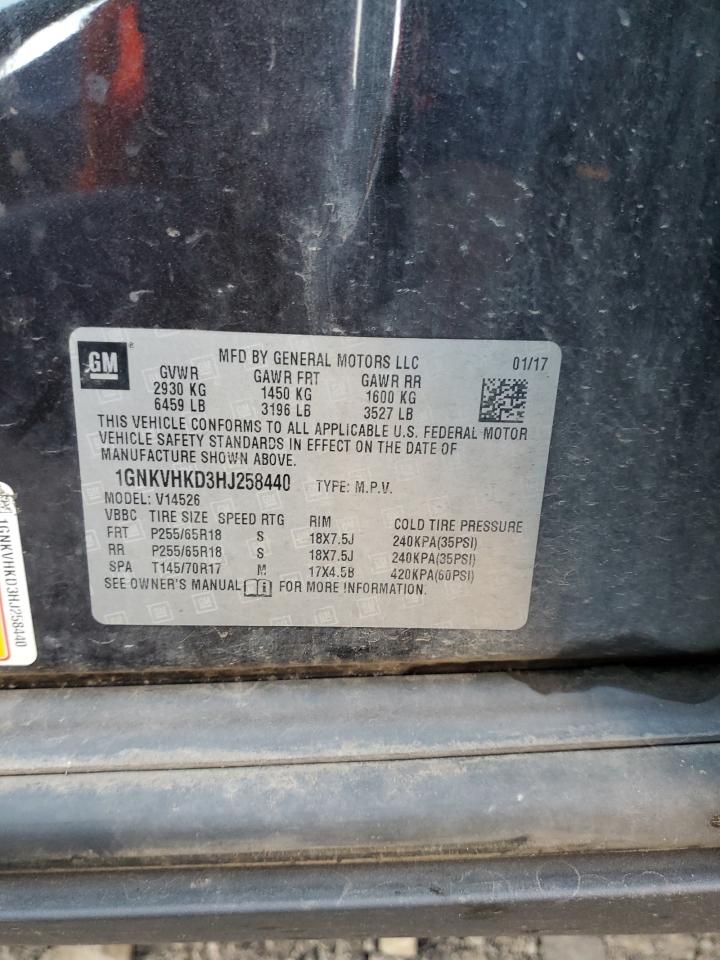 GM
MFD BY GENERAL MOTORS LLC 01/17
GVWR GAWR FRT GAWR RR
2930 KG 1450 KG 1600 KG
6459 LB 3196 LB 3527 LB
THIS VEHICLE CONFORMS TO ALL APPLICABLE U.S. FEDERAL MOTOR
VEHICLE SAFETY STANDARDS IN EFFECT ON THE DATE OF
MANUFACTURE SHOWN ABOVE.
1GNKVHKD3HJ258440 TYPE: M.P.V.
MODEL: V14526
VBBC TIRE SIZE SPEED RTG RIM COLD TIRE PRESSURE
FRT P255/65R18 S 18X7.5J 240KPA(35PSI)
RR P255/65R18 S 18X7.5J 240KPA(35PSI)
SPA T145/70R17 M 17X4.5B 420KPA(60PSI)
SEE OWNER'S MANUAL i FOR MORE INFORMATION.
1GNKVHKD3HJ258440